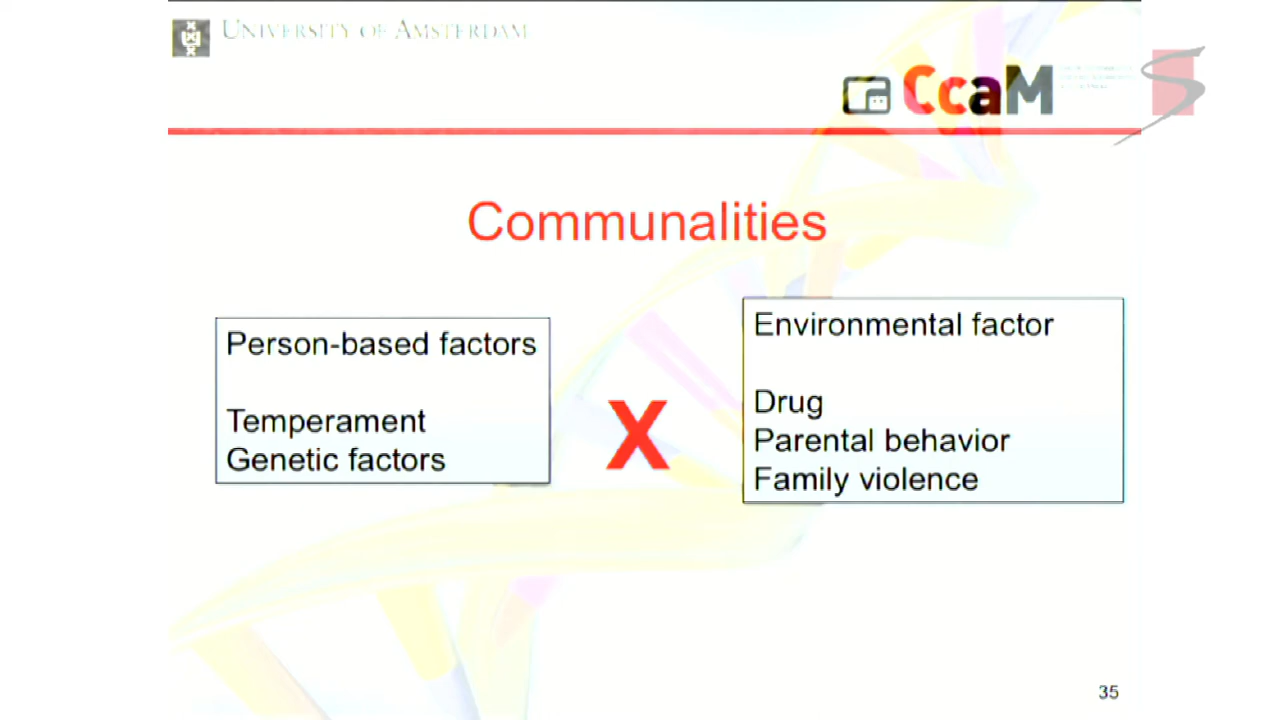 UNIVERSITY OF AMSTERDAM
CcaM
Communalities
Person-based factors
Temperament
Genetic factors
X
Environmental factor
Drug
Parental behavior
Family violence
35